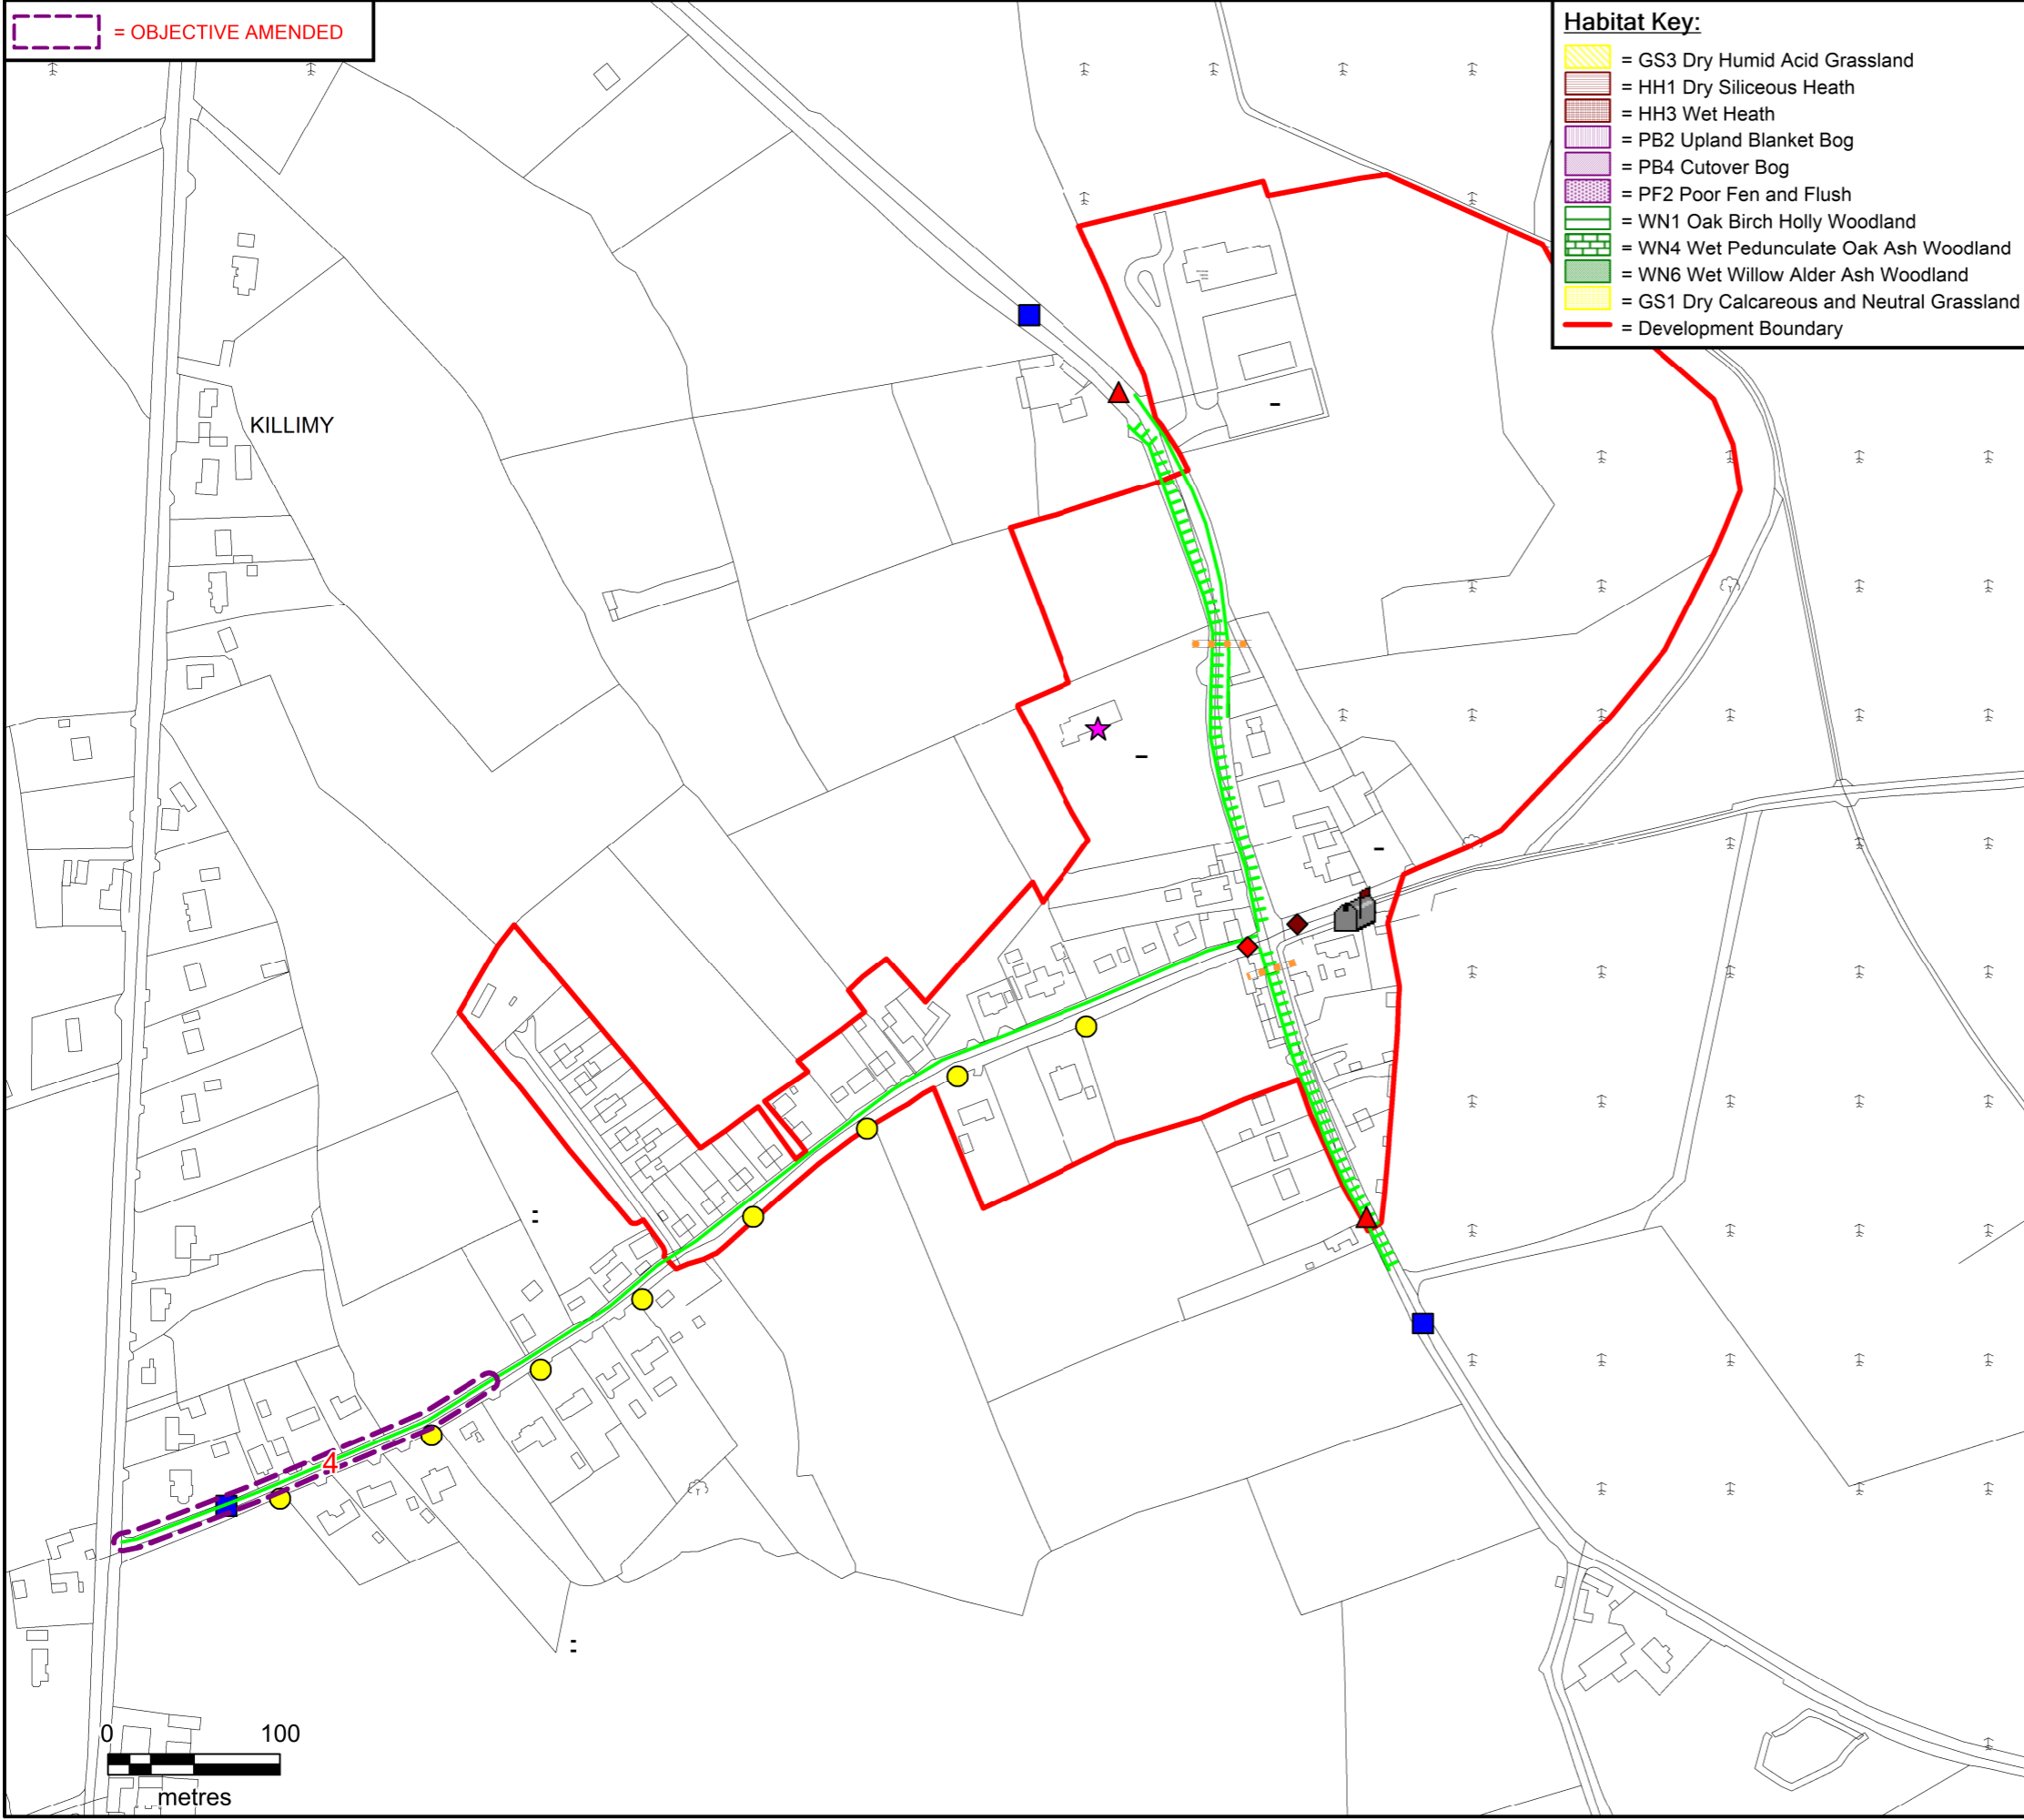 = OBJECTIVE AMENDED
Habitat Key:
= GS3 Dry Humid Acid Grassland
= HH1 Dry Siliceous Heath
= HH3 Wet Heath
= PB2 Upland Blanket Bog
= PB4 Cutover Bog
= PF2 Poor Fen and Flush
= WN1 Oak Birch Holly Woodland
= WN4 Wet Pedunculate Oak Ash Woodland
= WN6 Wet Willow Alder Ash Woodland
= GS1 Dry Calcareous and Neutral Grassland
= Development Boundary
KILLIMY
4
0 100
metres